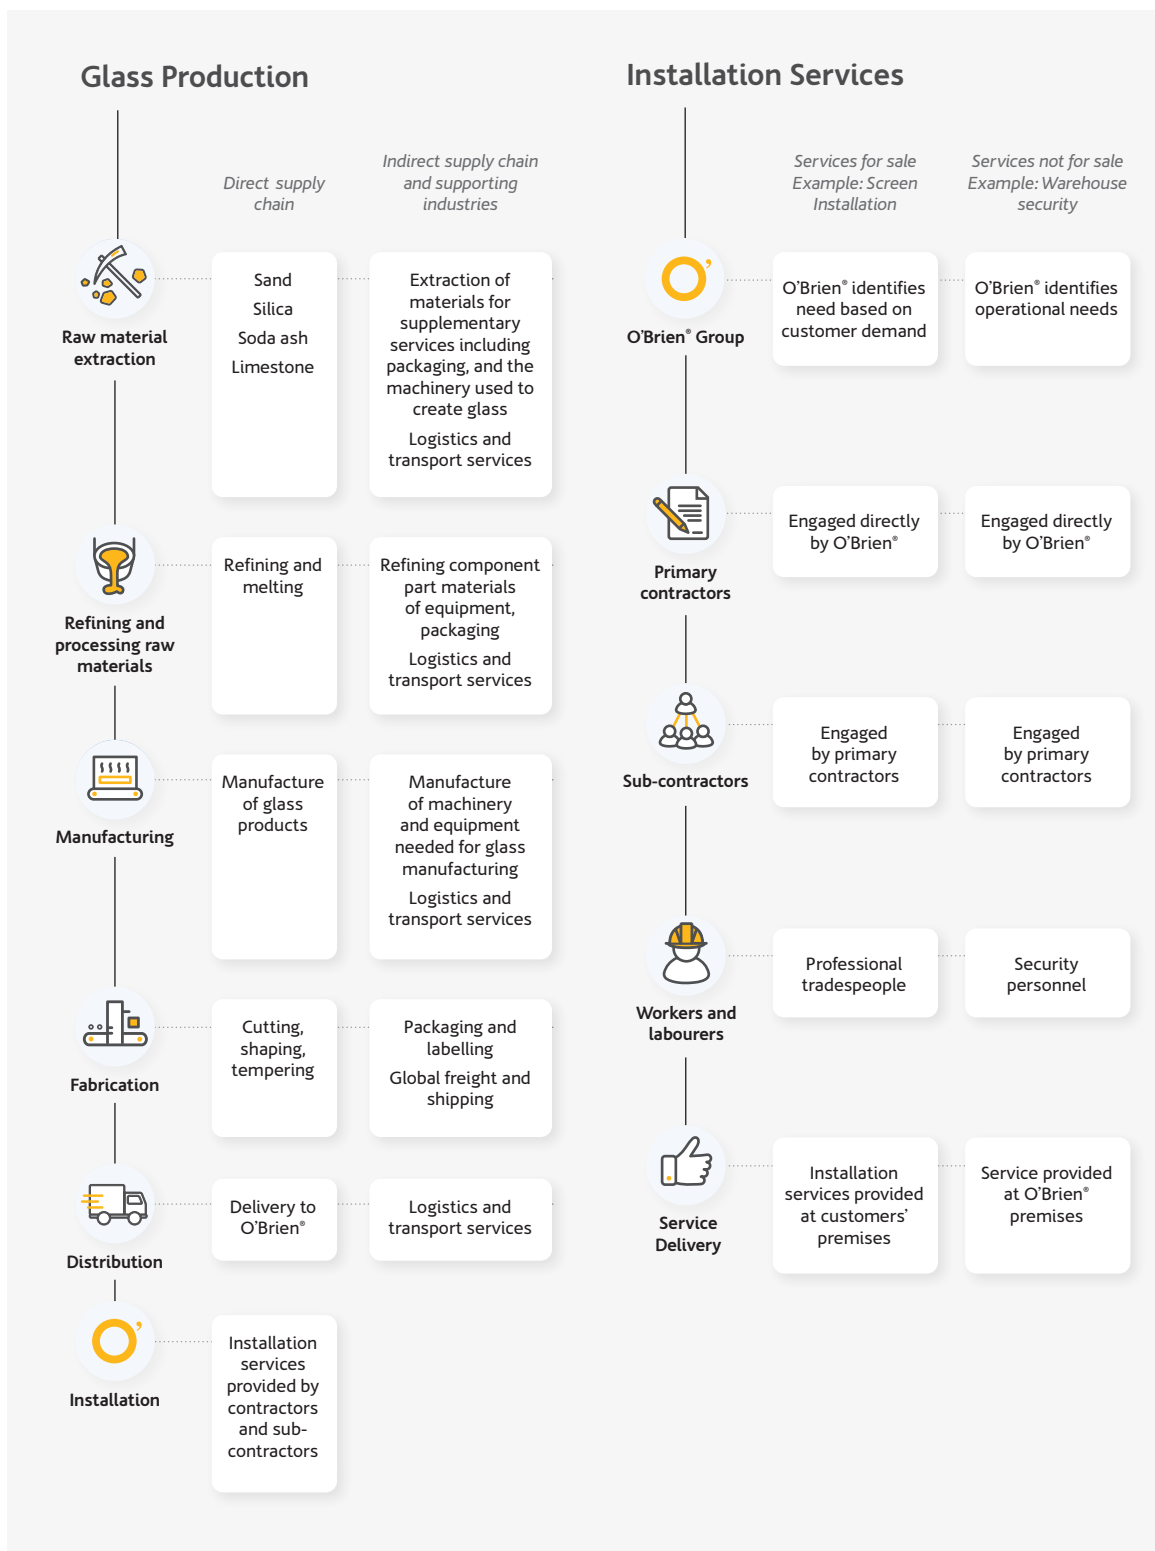 Glass Production
Direct supply
chain
Indirect supply chain
and supporting
industries
Raw material
extraction
Sand
Silica
Soda ash
Limestone
Extraction of
materials for
supplementary
services including
packaging, and the
machinery used to
create glass
Logistics and
transport services
Refining and
processing raw
materials
Refining and
melting
Refining component
part materials
of equipment,
packaging
Logistics and
transport services
Manufacturing
Manufacture
of glass
products
Manufacture
of machinery
and equipment
needed for glass
manufacturing
Logistics and
transport services
Fabrication
Cutting,
shaping,
tempering
Packaging and
labelling
Global freight and
shipping
Distribution
Delivery to
O'Brien®
Logistics and
transport services
O'
Installation
Installation
services
provided by
contractors
and sub-
contractors
Installation Services
Services for sale
Example: Screen
Installation
Services not for sale
Example: Warehouse
security
O'
O'Brien® Group
O'Brien® identifies
need based on
customer demand
O'Brien® identifies
operational needs
Primary
contractors
Engaged directly
by O'Brien®
Engaged directly
by O'Brien®
Sub-contractors
Engaged
by primary
contractors
Engaged
by primary
contractors
Workers and
labourers
Professional
tradespeople
Security
personnel
Service
Delivery
Installation
services provided
at customers'
premises
Service provided
at O'Brien®
premises